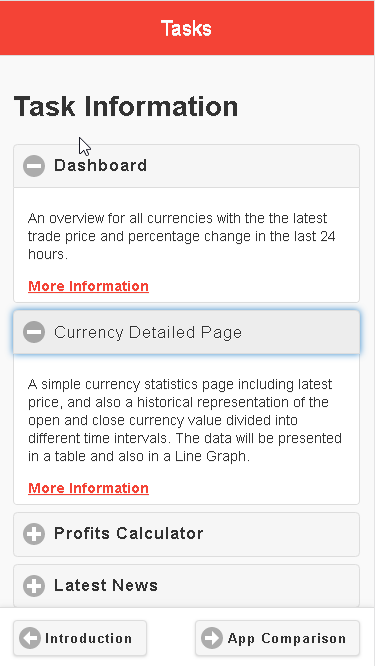 Tasks
Task Information
Dashboard
An overview for all currencies with the the latest
trade price and percentage change in the last 24
hours.
More Information
Currency Detailed Page
A simple currency statistics page including latest
price, and also a historical representation of the
open and close currency value divided into
different time intervals. The data will be presented
in a table and also in a Line Graph.
More Information
Profits Calculator
Latest News
Introduction
App Comparison